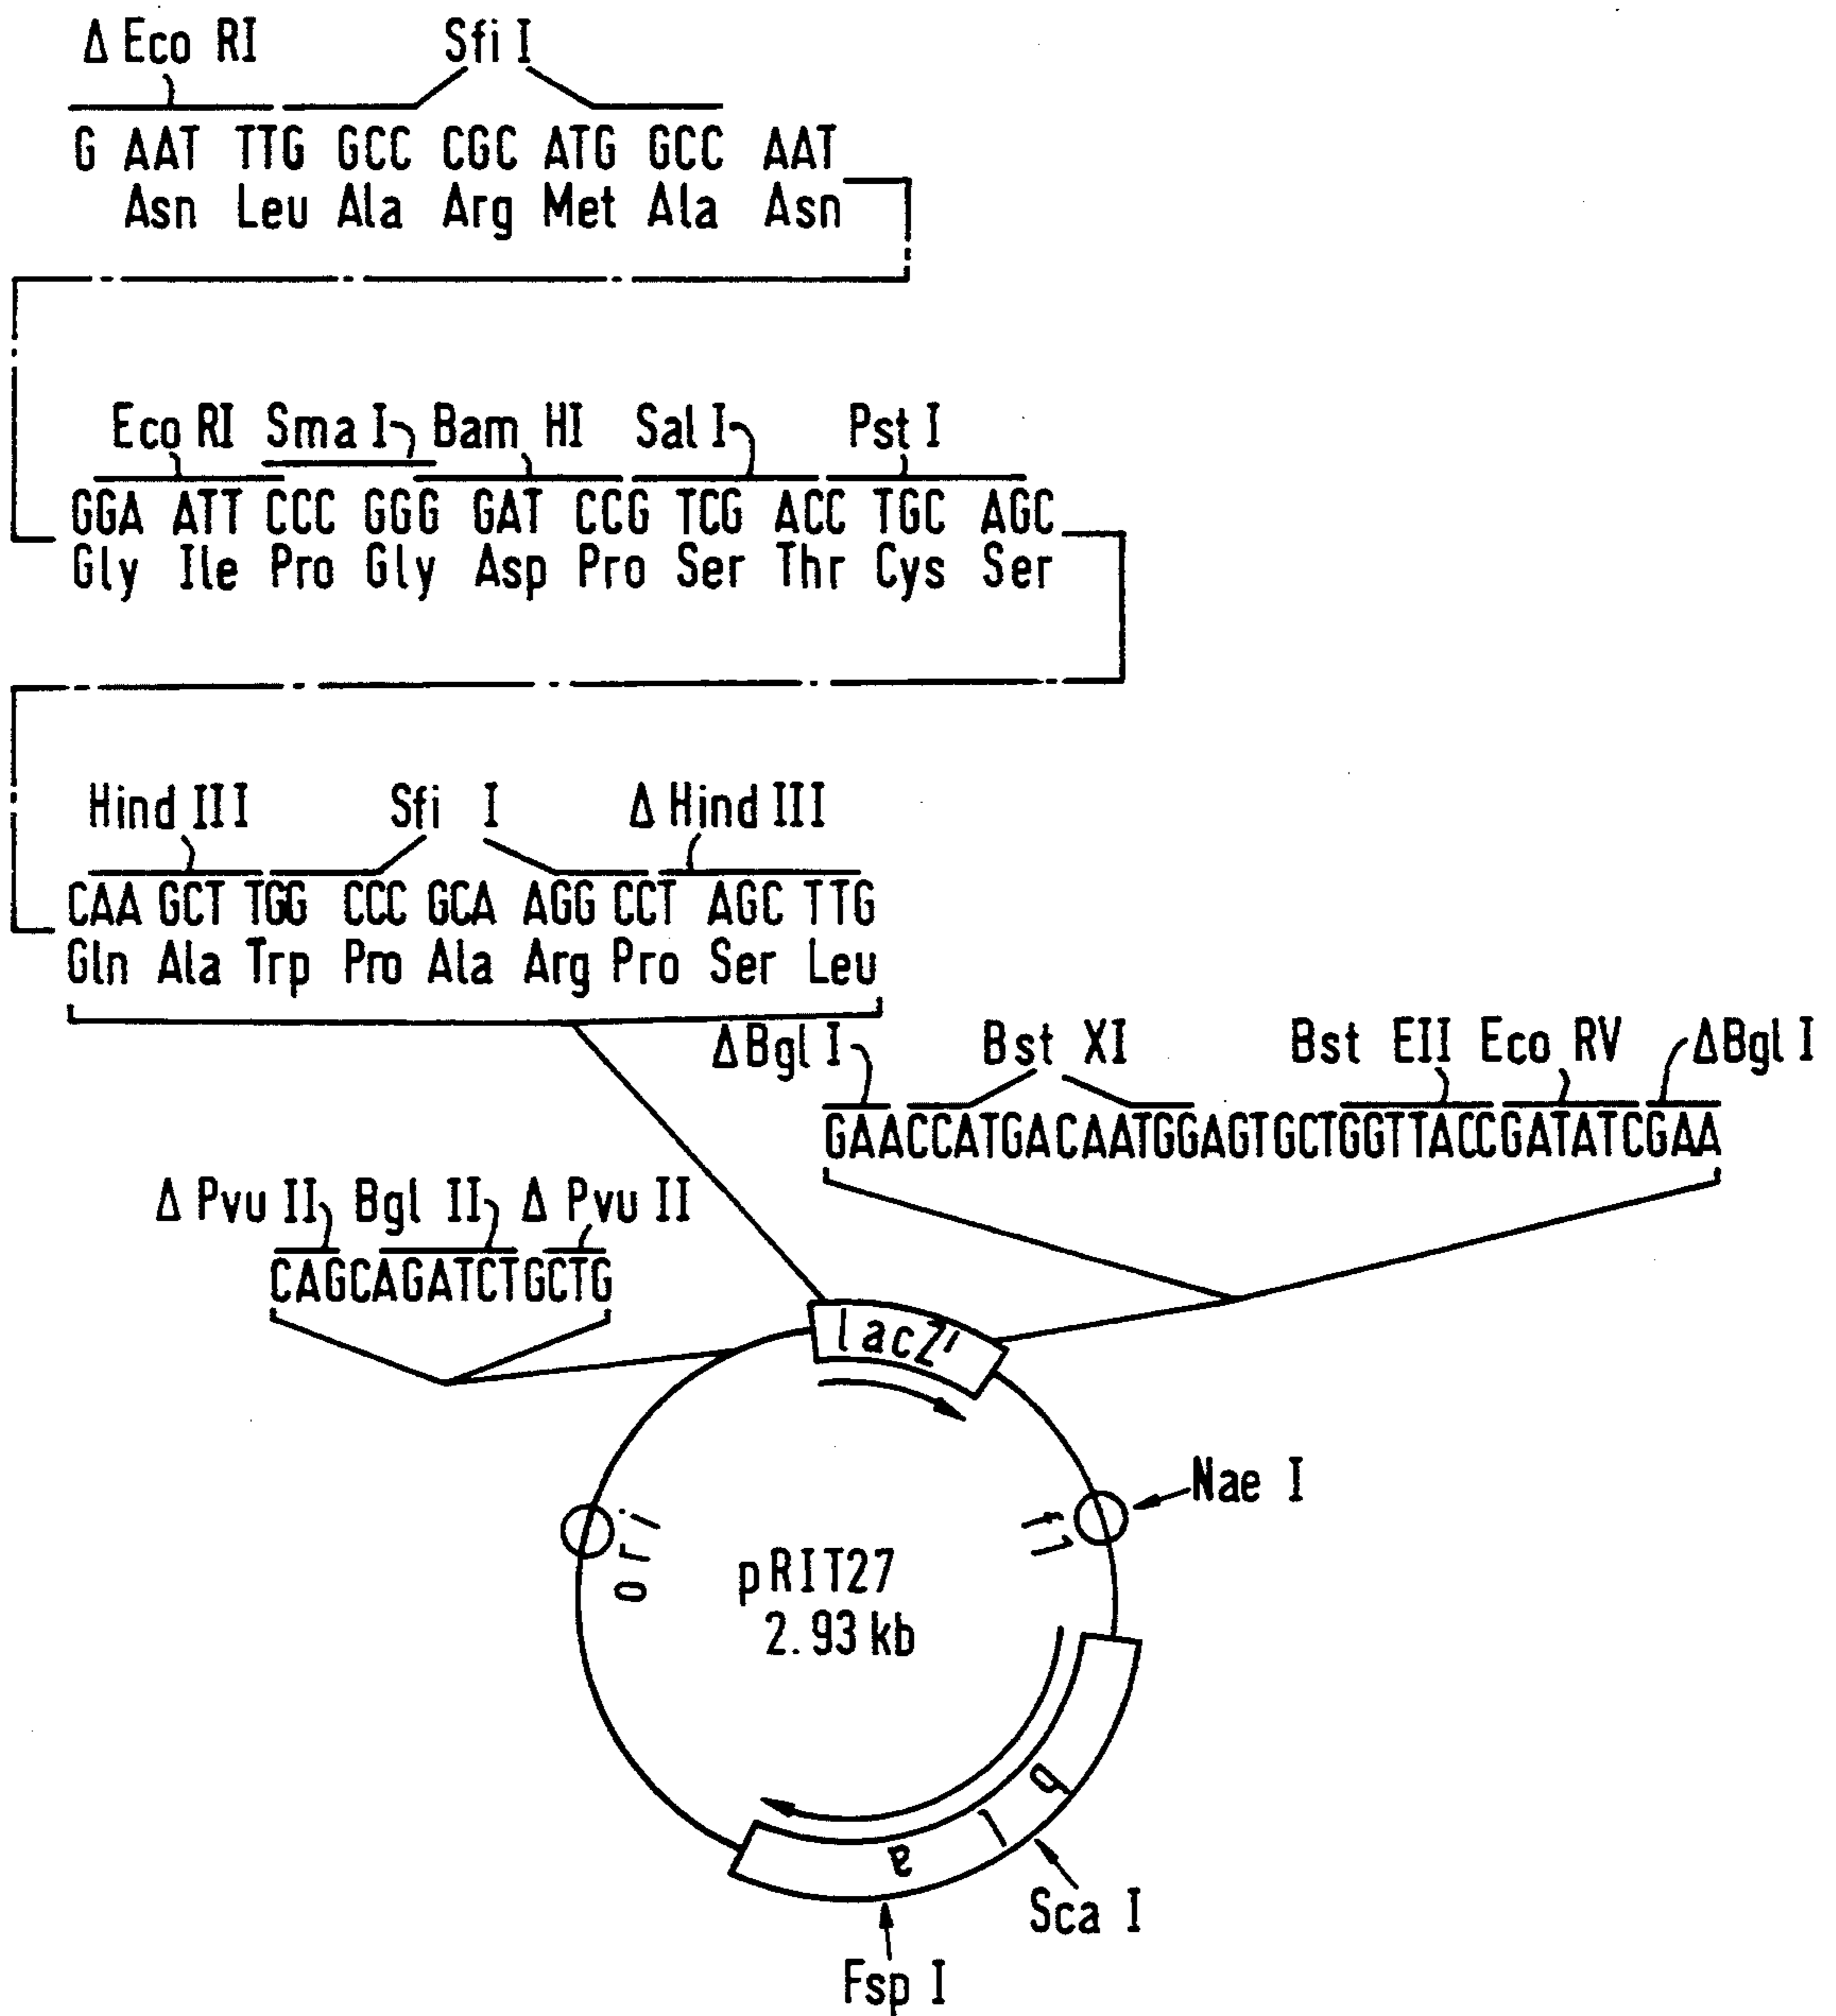 Δ Eco RI Sfi I
G AAT TTG GCC CGC ATG GCC AAT
Asn Leu Ala Arg Met Ala Asn
Eco RI Sma I Bam HI Sal I Pst I
GGA ATT CCC GGG GAT CCG TCG ACC TGC AGC
Gly Ile Pro Gly Asp Pro Ser Thr Cys Ser
Hind III Sfi I Δ Hind III
CAA GCT TGG CCC GCA AGG CCT AGC TTG
Gln Ala Trp Pro Ala Arg Pro Ser Leu
ΔBgl I Bst XI Bst EII Eco RV ΔBgl I
GAACCATGACAATGGAGTGCTGGTTACCGATATCGAA
Δ Pvu II Bgl II Δ Pvu II
CAGCAGATCTGCTG
lacZ'
Nae I
ori
f1
pRIT27
2.93 kb
bla
Sca I
Fsp I